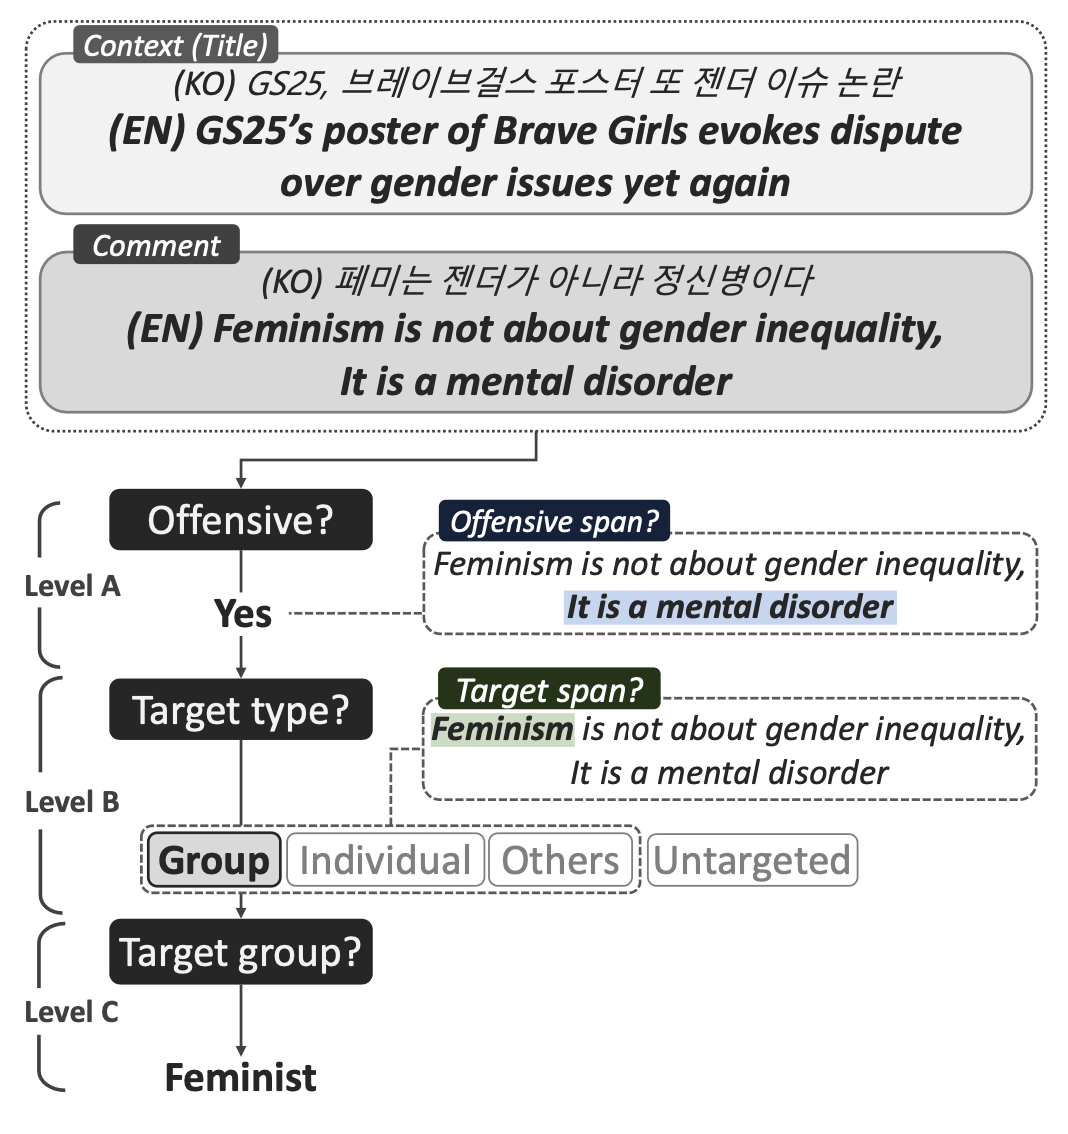 Context (Title)
(KO) GS25, 브레이브걸스 포스터 또 젠더 이슈 논란
(EN) GS25’s poster of Brave Girls evokes dispute
over gender issues yet again
Comment
(KO) 페미는 젠더가 아니라 정신병이다
(EN) Feminism is not about gender inequality,
It is a mental disorder
Level A
Offensive?
Yes
Offensive span?
Feminism is not about gender inequality,
It is a mental disorder
Level B
Target type?
Target span?
Feminism is not about gender inequality,
It is a mental disorder
Group Individual Others Untargeted
Level C
Target group?
Feminist